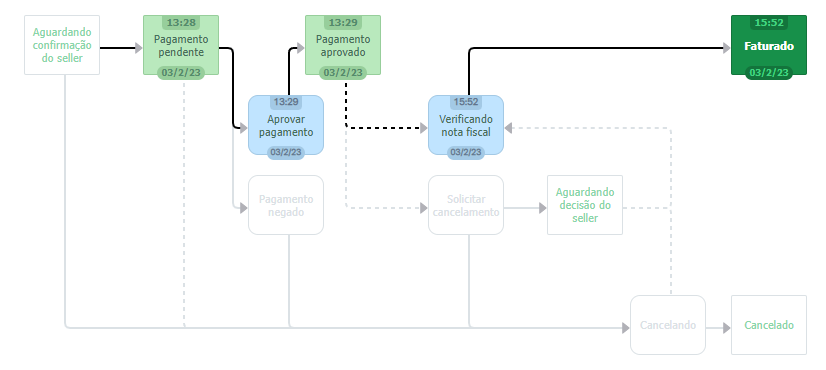 Aguardando
confirmação
do seller
13:28
Pagamento
pendente
03/2/23
13:29
Pagamento
aprovado
03/2/23
15:52
Faturado
03/2/23
13:29
Aprovar
pagamento
03/2/23
15:52
Verificando
nota fiscal
03/2/23
Pagamento
negado
Solicitar
cancelamento
Aguardando
decisão do
seller
Cancelando
Cancelado